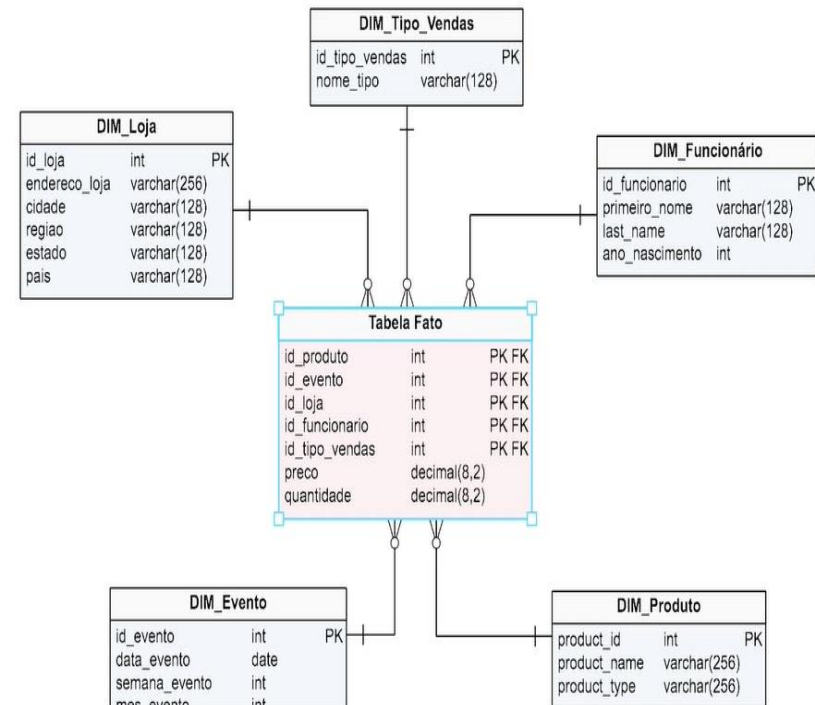 DIM_Tipo_Vendas
id_tipo_vendas int PK
nome_tipo varchar(128)
DIM_Loja
id_loja int PK
endereco_loja varchar(256)
cidade varchar(128)
regiao varchar(128)
estado varchar(128)
pais varchar(128)
DIM_Funcionário
id_funcionario int PK
primeiro_nome varchar(128)
last_name varchar(128)
ano_nascimento int
Tabela Fato
id_produto int PK FK
id_evento int PK FK
id_loja int PK FK
id_funcionario int PK FK
id_tipo_vendas int PK FK
preco decimal(8,2)
quantidade decimal(8,2)
DIM_Evento
id_evento int PK
data_evento date
semana_evento int
mes_evento int
DIM_Produto
product_id int PK
product_name varchar(256)
product_type varchar(256)